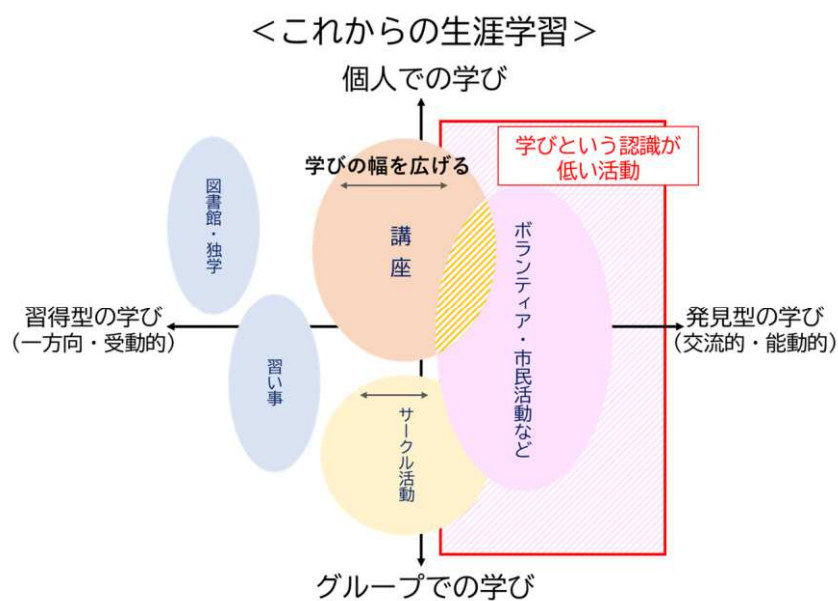 ＜これからの生涯学習＞
個人での学び
学びという認識が
低い活動
学びの幅を広げる
図書館・独学
講座
ボランティア・市民活動など
習得型の学び
（一方向・受動的）
発見型の学び
（交流的・能動的）
習い事
サークル活動
グループでの学び